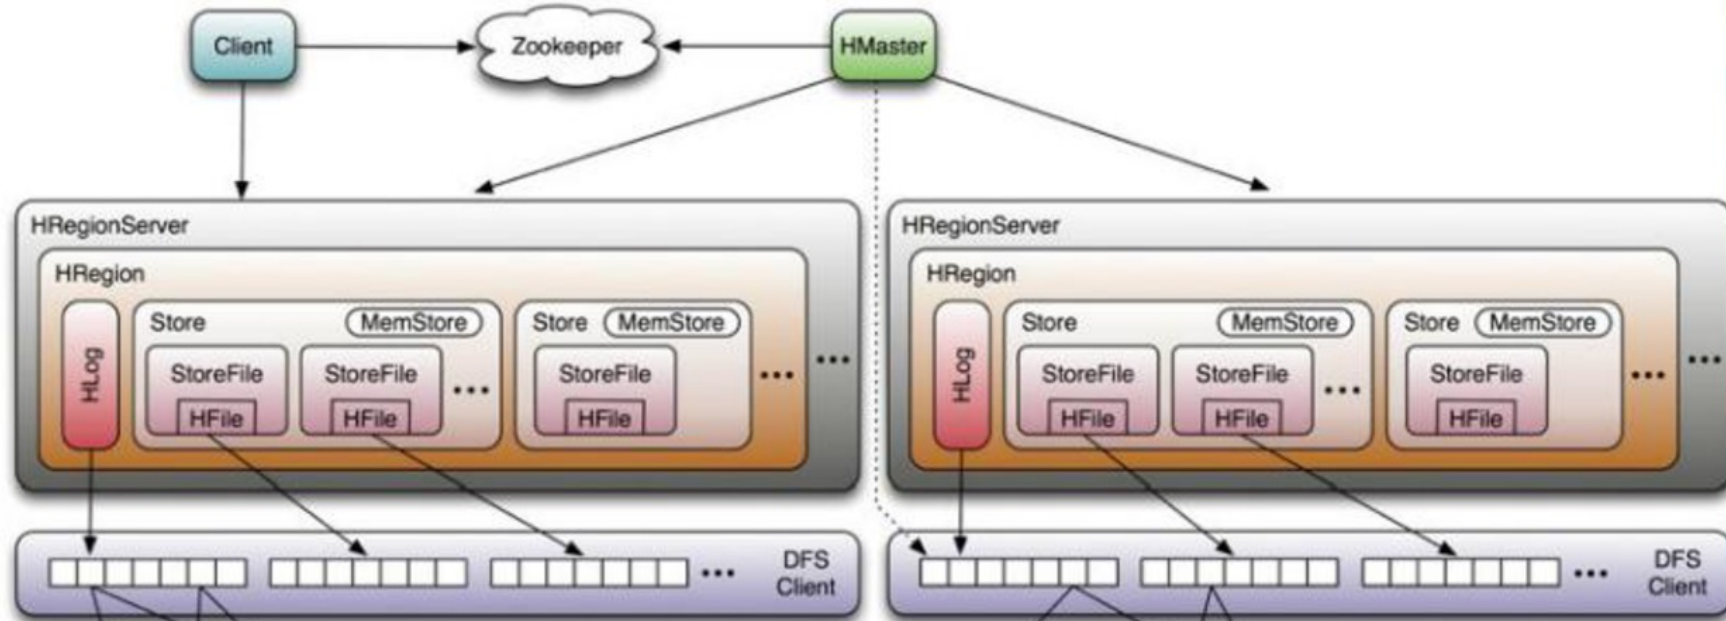 Client
Zookeeper
HMaster
HRegionServer
HRegion
HLog
Store
MemStore
StoreFile
HFile
StoreFile
HFile
...
Store
MemStore
StoreFile
HFile
...
...
DFS
Client
...
HRegionServer
HRegion
HLog
Store
MemStore
StoreFile
HFile
StoreFile
HFile
...
Store
MemStore
StoreFile
HFile
...
...
DFS
Client
...